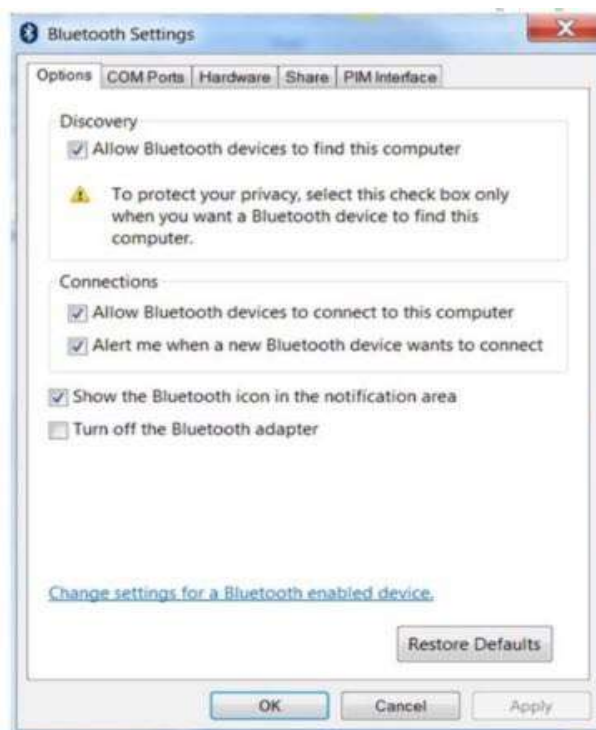 Bluetooth Settings
Options COM Ports Hardware Share PIM Interface
Discovery
Allow Bluetooth devices to find this computer
To protect your privacy, select this check box only
when you want a Bluetooth device to find this
computer.
Connections
Allow Bluetooth devices to connect to this computer
Alert me when a new Bluetooth device wants to connect
Show the Bluetooth icon in the notification area
Turn off the Bluetooth adapter
Change settings for a Bluetooth enabled device.
Restore Defaults
OK Cancel Apply